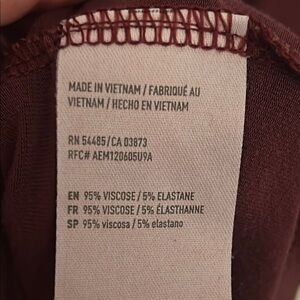 MADE IN VIETNAM / FABRIQUÉ AU
VIETNAM / HECHO EN VIETNAM
RN 54485/CA 03873
RFC# AEM120605U9A
EN 95% VISCOSE / 5% ELASTANE
FR 95% VISCOSE / 5% ÉLASTHANNE
SP 95% viscosa / 5% elastano